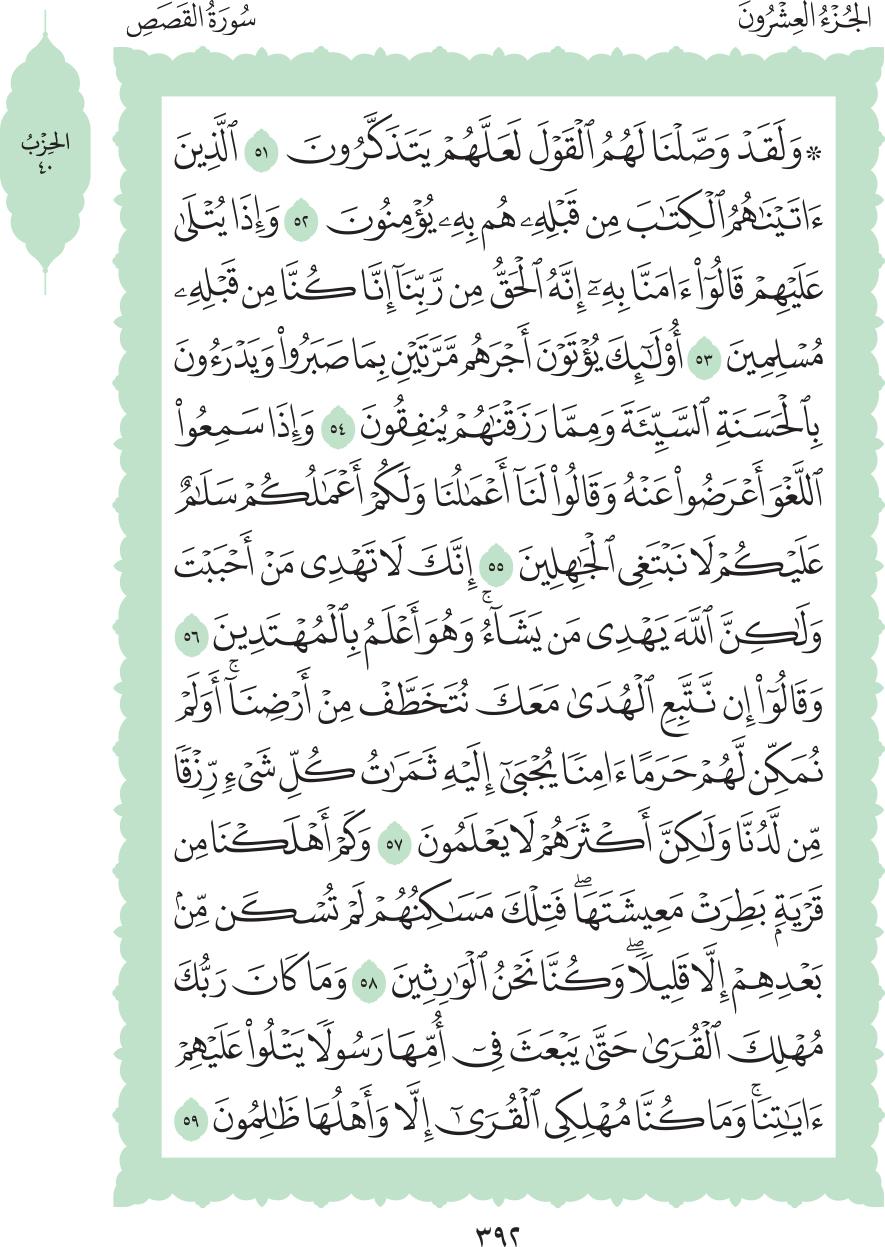 الجُزْءُ العِشْرُونَ
سُورَةُ القَصَصِ
الحِزْبُ
٤٠
۞ وَلَقَدْ وَصَّلْنَا لَهُمُ ٱلْقَوْلَ لَعَلَّهُمْ يَتَذَكَّرُونَ ٥١ ٱلَّذِينَ
ءَاتَيْنَٰهُمُ ٱلْكِتَٰبَ مِن قَبْلِهِۦ هُم بِهِۦ يُؤْمِنُونَ ٥٢ وَإِذَا يُتْلَىٰ
عَلَيْهِمْ قَالُوٓا۟ ءَامَنَّا بِهِۦٓ إِنَّهُ ٱلْحَقُّ مِن رَّبِّنَآ إِنَّا كُنَّا مِن قَبْلِهِۦ
مُسْلِمِينَ ٥٣ أُو۟لَٰٓئِكَ يُؤْتَوْنَ أَجْرَهُم مَّرَّتَيْنِ بِمَا صَبَرُوا۟ وَيَدْرَءُونَ
بِٱلْحَسَنَةِ ٱلسَّيِّئَةَ وَمِمَّا رَزَقْنَٰهُمْ يُنفِقُونَ ٥٤ وَإِذَا سَمِعُوا۟
ٱللَّغْوَ أَعْرَضُوا۟ عَنْهُ وَقَالُوا۟ لَنَآ أَعْمَٰلُنَا وَلَكُمْ أَعْمَٰلُكُمْ سَلَٰمٌ
عَلَيْكُمْ لَا نَبْتَغِى ٱلْجَٰهِلِينَ ٥٥ إِنَّكَ لَا تَهْدِى مَنْ أَحْبَبْتَ
وَلَٰكِنَّ ٱللَّهَ يَهْدِى مَن يَشَآءُ ۚ وَهُوَ أَعْلَمُ بِٱلْمُهْتَدِينَ ٥٦
وَقَالُوٓا۟ إِن نَّتَّبِعِ ٱلْهُدَىٰ مَعَكَ نُتَخَطَّفْ مِنْ أَرْضِنَآ ۚ أَوَلَمْ
نُمَكِّن لَّهُمْ حَرَمًا ءَامِنًا يُجْبَىٰٓ إِلَيْهِ ثَمَرَٰتُ كُلِّ شَىْءٍ رِّزْقًا
مِّن لَّدُنَّا وَلَٰكِنَّ أَكْثَرَهُمْ لَا يَعْلَمُونَ ٥٧ وَكَمْ أَهْلَكْنَا مِن
قَرْيَةٍۭ بَطِرَتْ مَعِيشَتَهَا ۖ فَتِلْكَ مَسَٰكِنُهُمْ لَمْ تُسْكَن مِّنۢ
بَعْدِهِمْ إِلَّا قَلِيلًا ۖ وَكُنَّا نَحْنُ ٱلْوَٰرِثِينَ ٥٨ وَمَا كَانَ رَبُّكَ
مُهْلِكَ ٱلْقُرَىٰ حَتَّىٰ يَبْعَثَ فِىٓ أُمِّهَا رَسُولًا يَتْلُوا۟ عَلَيْهِمْ
ءَايَٰتِنَا ۚ وَمَا كُنَّا مُهْلِكِى ٱلْقُرَىٰٓ إِلَّا وَأَهْلُهَا ظَٰلِمُونَ ٥٩
٣٩٢